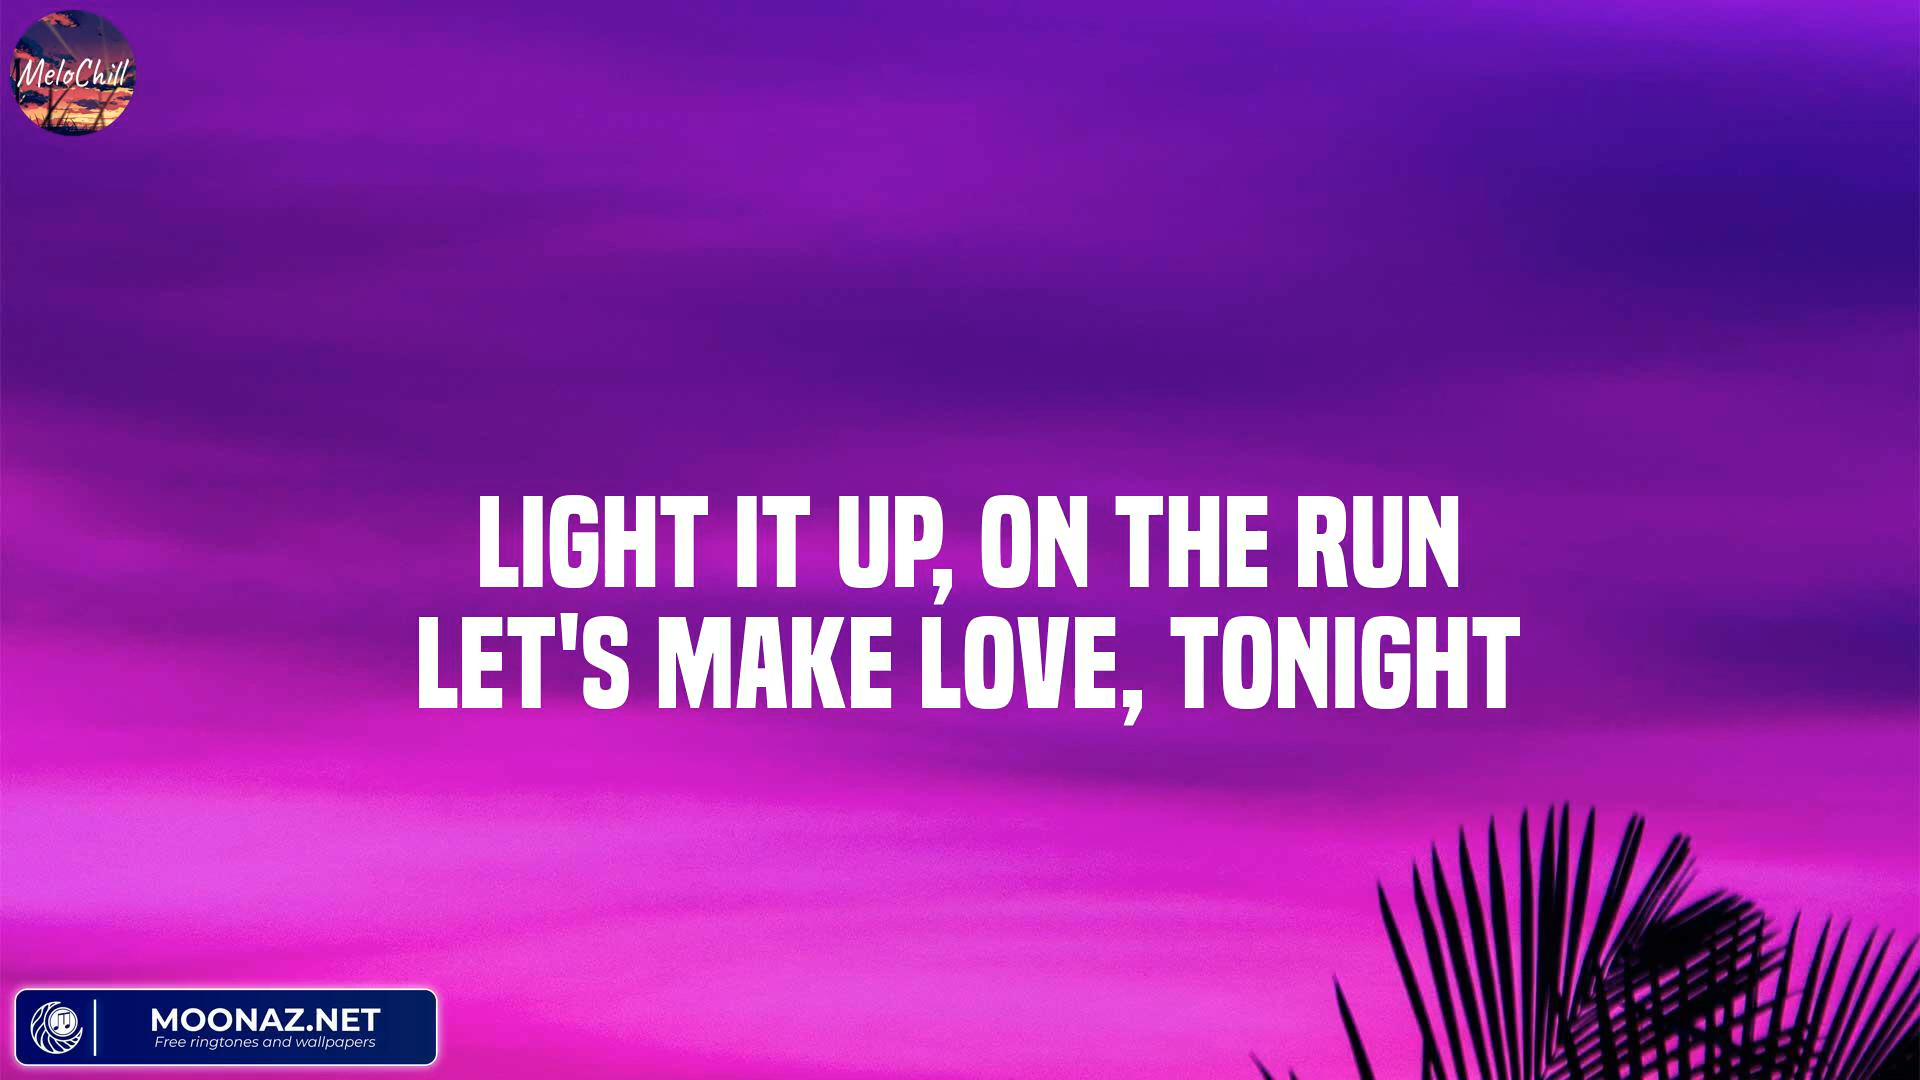 MeloChill
LIGHT IT UP, ON THE RUN
LET'S MAKE LOVE, TONIGHT
MOONAZ.NET
Free ringtones and wallpapers